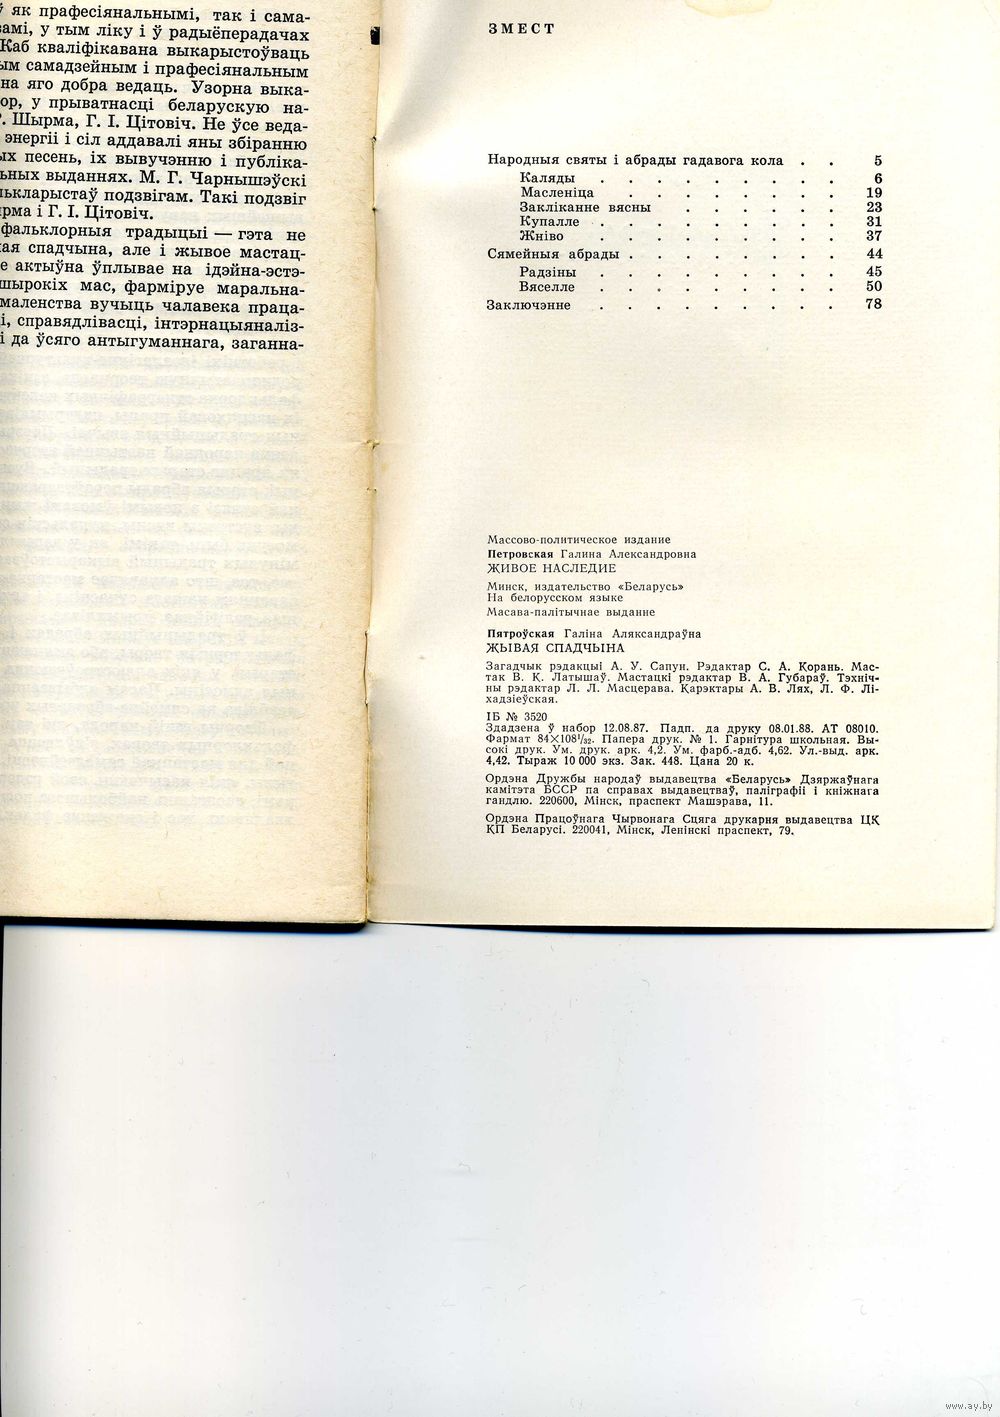 ў як прафесіянальнымі, так і сама-
амі, у тым ліку і ў радыёперадачах
Каб кваліфікавана выкарыстоўваць
ым самадзейным і прафесіянальным
на яго добра ведаць. Узорна выка-
ор, у прыватнасці беларускую на-
Г. Шырма, Г. І. Цітовіч. Не ўсе веда-
энергіі і сіл аддавалі яны збіранню
ых песень, іх вывучэнню і публіка-
ьных выданнях. М. Г. Чарнышэўскі
ькларыстаў подзвігам. Такі подзвіг
рма і Г. І. Цітовіч.
фальклорныя традыцыі — гэта не
ая спадчына, але і жывое мастац-
е актыўна ўплывае на ідэйна-эстэ-
шырокіх мас, фарміруе маральна-
маленства вучыць чалавека праца-
і, справядлівасці, інтэрнацыяналіз-
і да ўсяго антыгуманнага, заганна-
ЗМЕСТ
Народныя святы і абрады гадавога кола . . 5
Каляды . . . . . . . . . 6
Масленіца . . . . . . . . 19
Закліканне вясны . . . . . . 23
Купалле . . . . . . . . . 31
Жніво . . . . . . . . . 37
Сямейныя абрады . . . . . . . . 44
Радзіны . . . . . . . . . 45
Вяселле . . . . . . . . . 50
Заключэнне . . . . . . . . . 78
Массово-политическое издание
Петровская Галина Александровна
ЖИВОЕ НАСЛЕДИЕ
Минск, издательство «Беларусь»
На белорусском языке
Масава-палітычнае выданне
Пятроўская Галіна Аляксандраўна
ЖЫВАЯ СПАДЧЫНА
Загадчык рэдакцыі А. У. Сапун. Рэдактар С. А. Корань. Мас-
так В. К. Латышаў. Мастацкі рэдактар В. А. Губараў. Тэхніч-
ны рэдактар Л. Л. Масцерава. Карэктары А. В. Лях, Л. Ф. Лі-
хадзіеўская.
ІБ № 3520
Здадзена ў набор 12.08.87. Падп. да друку 08.01.88. АТ 08010.
Фармат 84×108¹/₃₂. Папера друк. № 1. Гарнітура школьная. Вы-
сокі друк. Ум. друк. арк. 4,2. Ум. фарб.-адб. 4,62. Ул.-выд. арк.
4,42. Тыраж 10 000 экз. Зак. 448. Цана 20 к.
Ордэна Дружбы народаў выдавецтва «Беларусь» Дзяржаўнага
камітэта БССР па справах выдавецтваў, паліграфіі і кніжнага
гандлю. 220600, Мінск, праспект Машэрава, 11.
Ордэна Працоўнага Чырвонага Сцяга друкарня выдавецтва ЦК
КП Беларусі. 220041, Мінск, Ленінскі праспект, 79.
www.ay.by